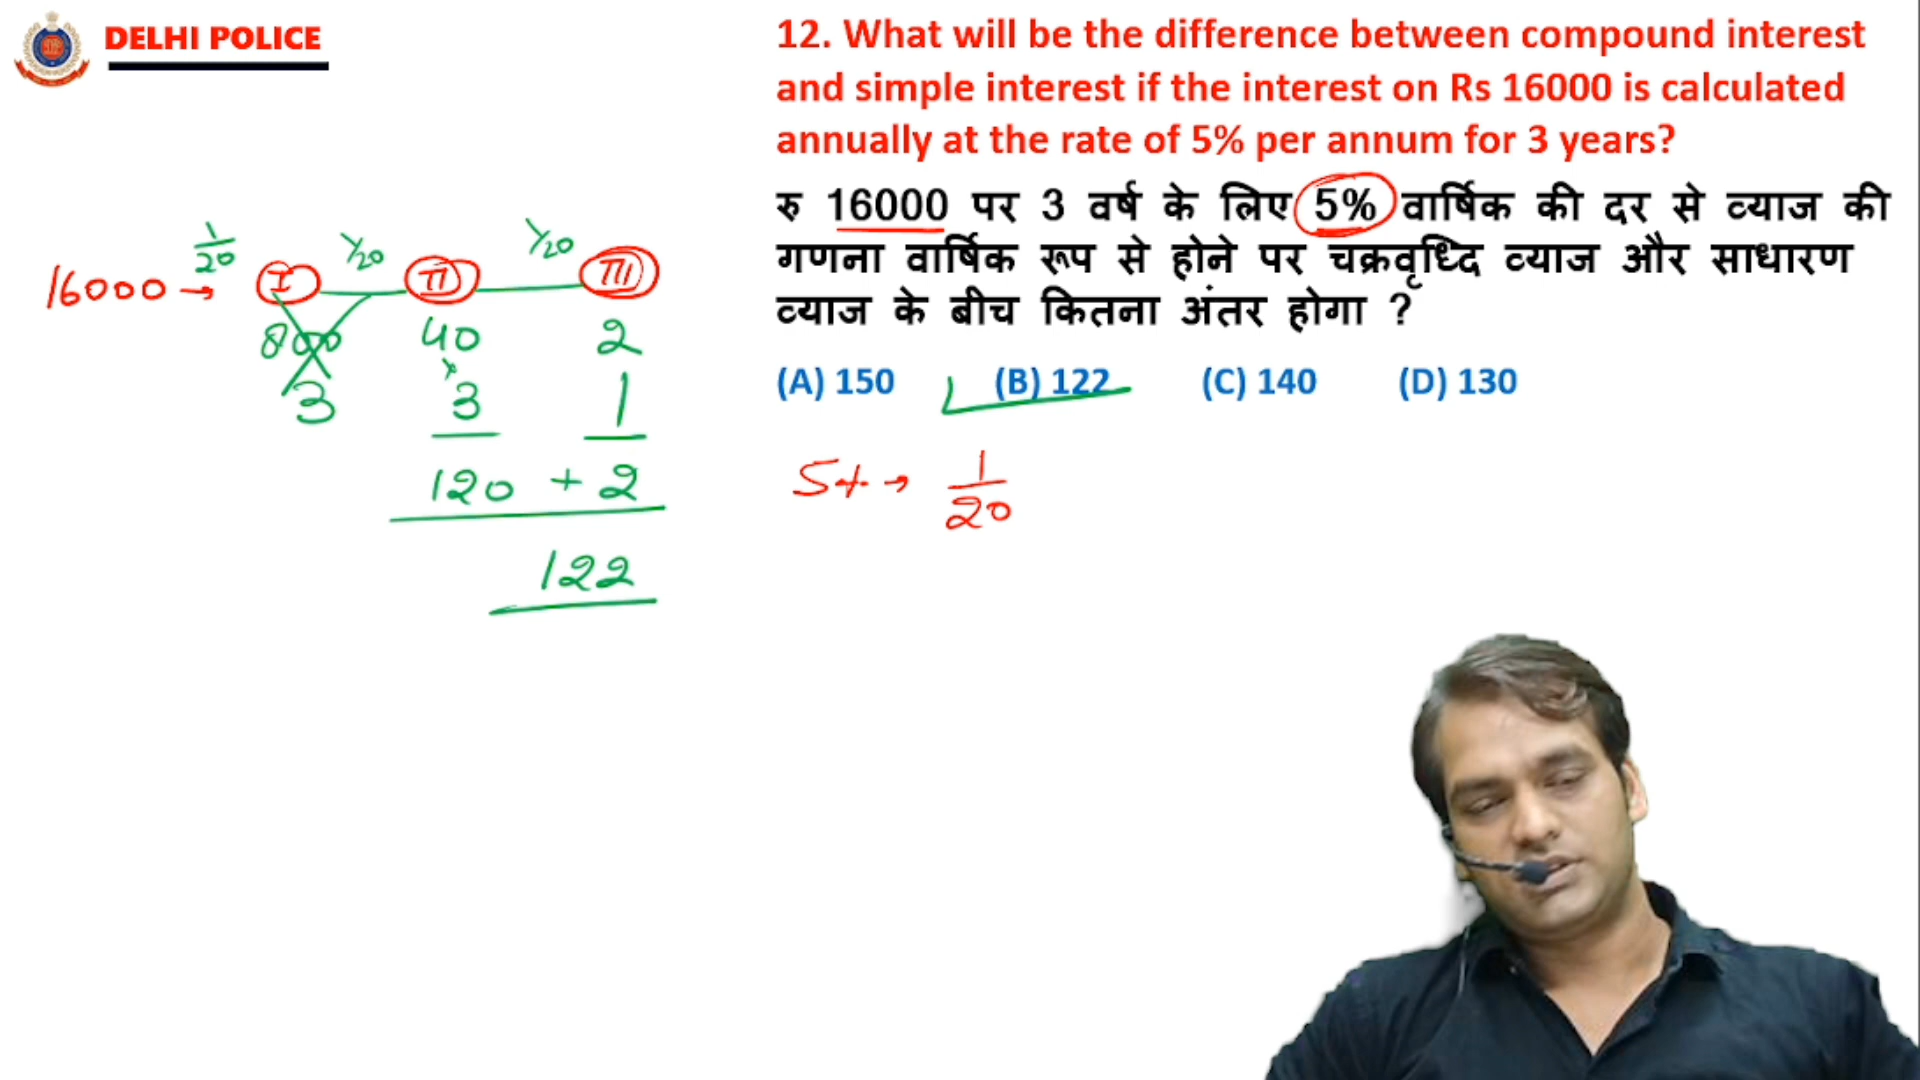 DELHI POLICE
12. What will be the difference between compound interest
and simple interest if the interest on Rs 16000 is calculated
annually at the rate of 5% per annum for 3 years?
रु 16000 पर 3 वर्ष के लिए 5% वार्षिक की दर से व्याज की
गणना वार्षिक रूप से होने पर चक्रवृध्दि व्याज और साधारण
व्याज के बीच कितना अंतर होगा ?
(A) 150 (B) 122 (C) 140 (D) 130
5% → 1/20
1/20 1/20 1/20
16000 → I II III
800 40 2
3 × 3 1
120 + 2
122